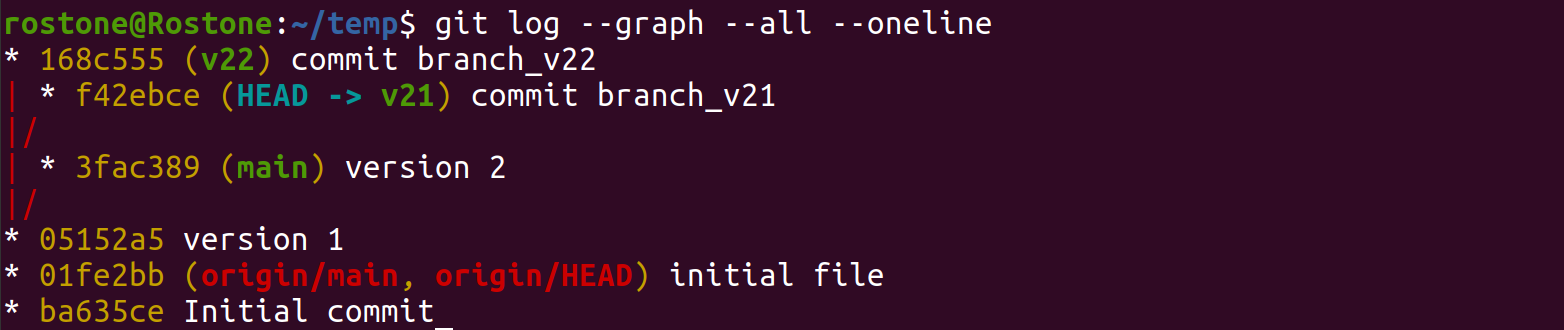 rostone@Rostone:~/temp$ git log --graph --all --oneline
* 168c555 (v22) commit branch_v22
| * f42ebce (HEAD -> v21) commit branch_v21
|/
| * 3fac389 (main) version 2
|/
* 05152a5 version 1
* 01fe2bb (origin/main, origin/HEAD) initial file
* ba635ce Initial commit